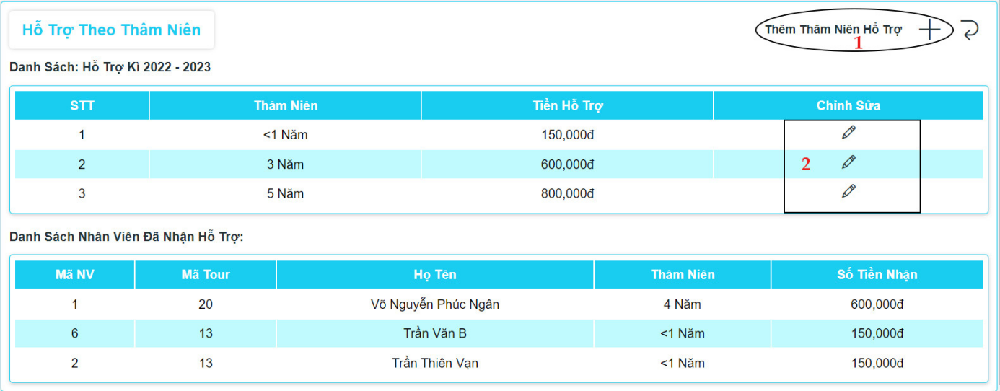 Hỗ Trợ Theo Thâm Niên
Thêm Thâm Niên Hỗ Trợ
1
Danh Sách: Hỗ Trợ Kì 2022 - 2023
STT Thâm Niên Tiền Hỗ Trợ Chỉnh Sửa
1 <1 Năm 150,000đ
2 3 Năm 600,000đ 2
3 5 Năm 800,000đ
Danh Sách Nhân Viên Đã Nhận Hỗ Trợ:
Mã NV Mã Tour Họ Tên Thâm Niên Số Tiền Nhận
1 20 Võ Nguyễn Phúc Ngân 4 Năm 600,000đ
6 13 Trần Văn B <1 Năm 150,000đ
2 13 Trần Thiên Vạn <1 Năm 150,000đ